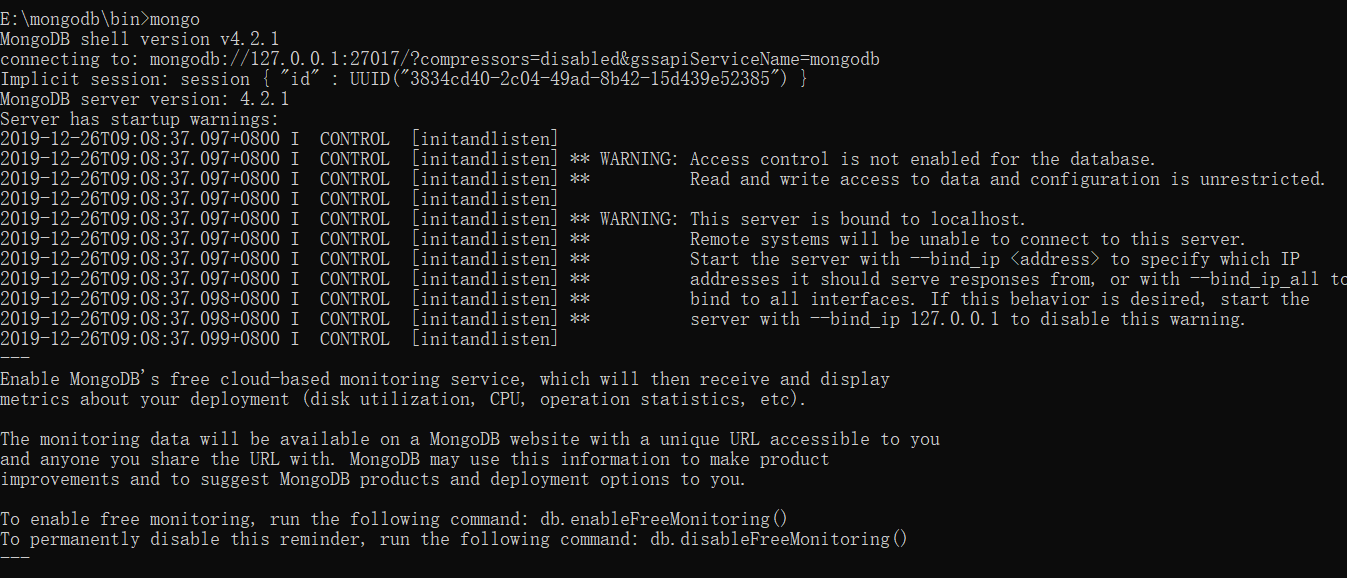 E:\mongodb\bin>mongo
MongoDB shell version v4.2.1
connecting to: mongodb://127.0.0.1:27017/?compressors=disabled&gssapiServiceName=mongodb
Implicit session: session { "id" : UUID("3834cd40-2c04-49ad-8b42-15d439e52385") }
MongoDB server version: 4.2.1
Server has startup warnings:
2019-12-26T09:08:37.097+0800 I  CONTROL  [initandlisten]
2019-12-26T09:08:37.097+0800 I  CONTROL  [initandlisten] ** WARNING: Access control is not enabled for the database.
2019-12-26T09:08:37.097+0800 I  CONTROL  [initandlisten] **          Read and write access to data and configuration is unrestricted.
2019-12-26T09:08:37.097+0800 I  CONTROL  [initandlisten]
2019-12-26T09:08:37.097+0800 I  CONTROL  [initandlisten] ** WARNING: This server is bound to localhost.
2019-12-26T09:08:37.097+0800 I  CONTROL  [initandlisten] **          Remote systems will be unable to connect to this server.
2019-12-26T09:08:37.097+0800 I  CONTROL  [initandlisten] **          Start the server with --bind_ip <address> to specify which IP
2019-12-26T09:08:37.097+0800 I  CONTROL  [initandlisten] **          addresses it should serve responses from, or with --bind_ip_all to
2019-12-26T09:08:37.098+0800 I  CONTROL  [initandlisten] **          bind to all interfaces. If this behavior is desired, start the
2019-12-26T09:08:37.098+0800 I  CONTROL  [initandlisten] **          server with --bind_ip 127.0.0.1 to disable this warning.
2019-12-26T09:08:37.099+0800 I  CONTROL  [initandlisten]
---
Enable MongoDB's free cloud-based monitoring service, which will then receive and display
metrics about your deployment (disk utilization, CPU, operation statistics, etc).
The monitoring data will be available on a MongoDB website with a unique URL accessible to you
and anyone you share the URL with. MongoDB may use this information to make product
improvements and to suggest MongoDB products and deployment options to you.
To enable free monitoring, run the following command: db.enableFreeMonitoring()
To permanently disable this reminder, run the following command: db.disableFreeMonitoring()
---